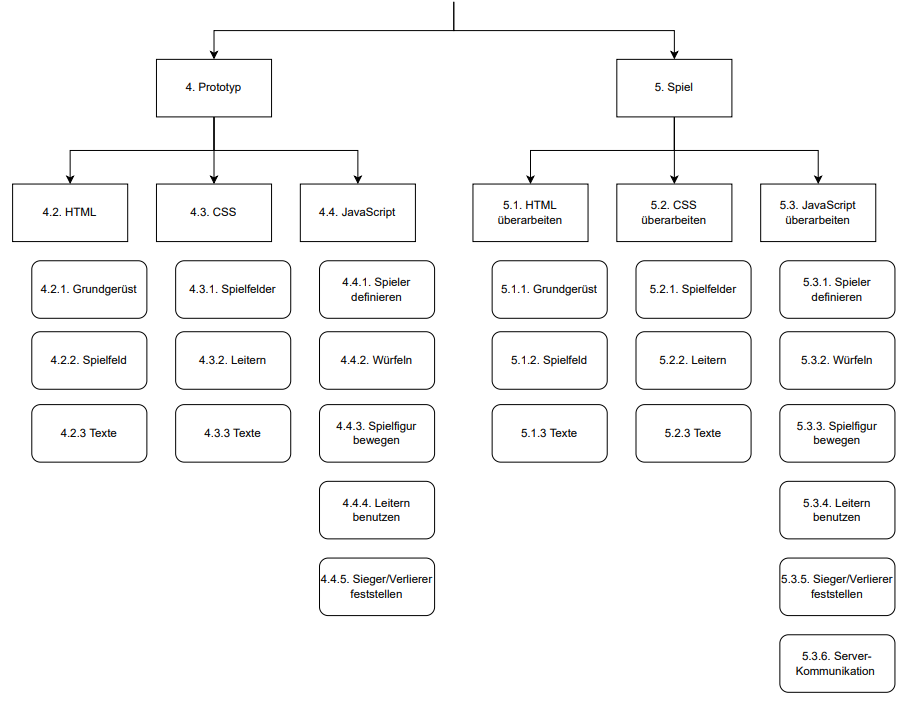 4. Prototyp
5. Spiel
4.2. HTML
4.3. CSS
4.4. JavaScript
5.1. HTML
überarbeiten
5.2. CSS
überarbeiten
5.3. JavaScript
überarbeiten
4.2.1. Grundgerüst
4.3.1. Spielfelder
4.4.1. Spieler
definieren
5.1.1. Grundgerüst
5.2.1. Spielfelder
5.3.1. Spieler
definieren
4.2.2. Spielfeld
4.3.2. Leitern
4.4.2. Würfeln
5.1.2. Spielfeld
5.2.2. Leitern
5.3.2. Würfeln
4.2.3 Texte
4.3.3 Texte
4.4.3. Spielfigur
bewegen
5.1.3 Texte
5.2.3 Texte
5.3.3. Spielfigur
bewegen
4.4.4. Leitern
benutzen
5.3.4. Leitern
benutzen
4.4.5. Sieger/Verlierer
feststellen
5.3.5. Sieger/Verlierer
feststellen
5.3.6. Server-
Kommunikation